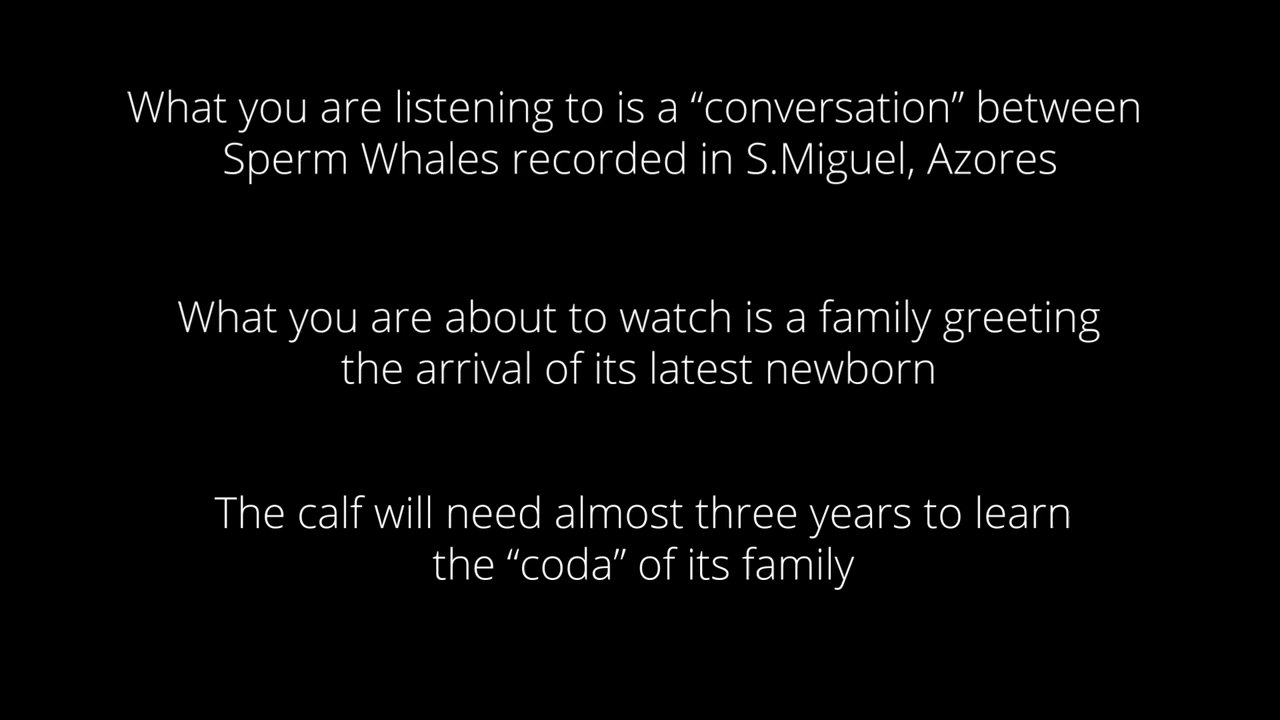 What you are listening to is a “conversation” between
Sperm Whales recorded in S.Miguel, Azores
What you are about to watch is a family greeting
the arrival of its latest newborn
The calf will need almost three years to learn
the “coda” of its family